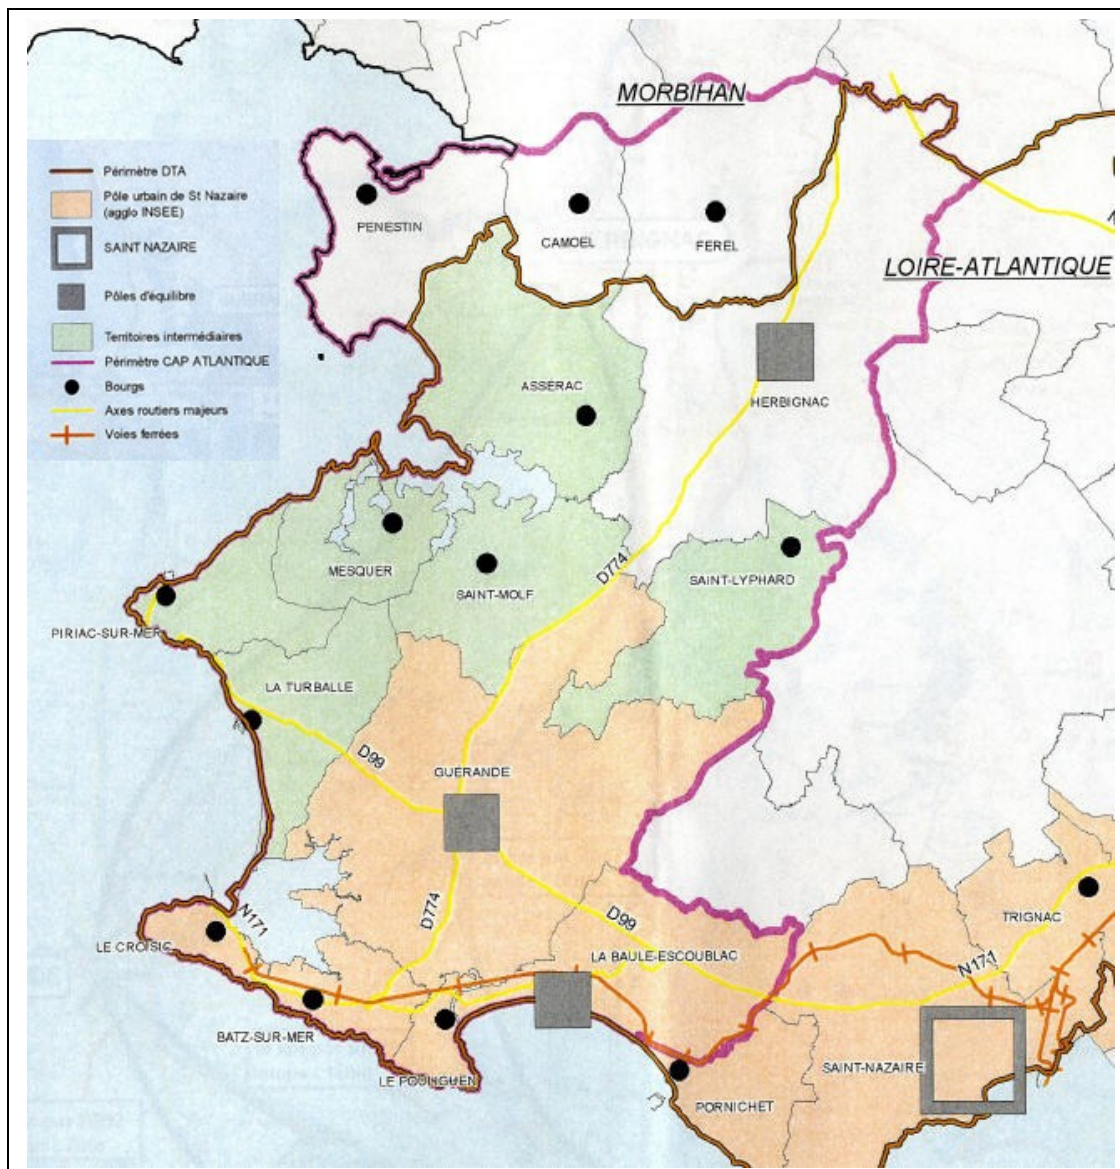 MORBIHAN
Périmètre DTA
Pôle urbain de St Nazaire
(agglo INSEE)
SAINT NAZAIRE
Pôles d'équilibre
Territoires intermédiaires
Périmètre CAP ATLANTIQUE
Bourgs
Axes routiers majeurs
Voies ferrées
PENESTIN
CAMOEL
FEREL
LOIRE-ATLANTIQUE
ASSERAC
HERBIGNAC
D774
MESQUER
SAINT-MOLF
SAINT-LYPHARD
PIRIAC-SUR-MER
LA TURBALLE
D99
GUERANDE
D774
D99
N171
TRIGNAC
LE CROISIC
LA BAULE-ESCOUBLAC
N171
BATZ-SUR-MER
LE POULIGUEN
SAINT-NAZAIRE
PORNICHET